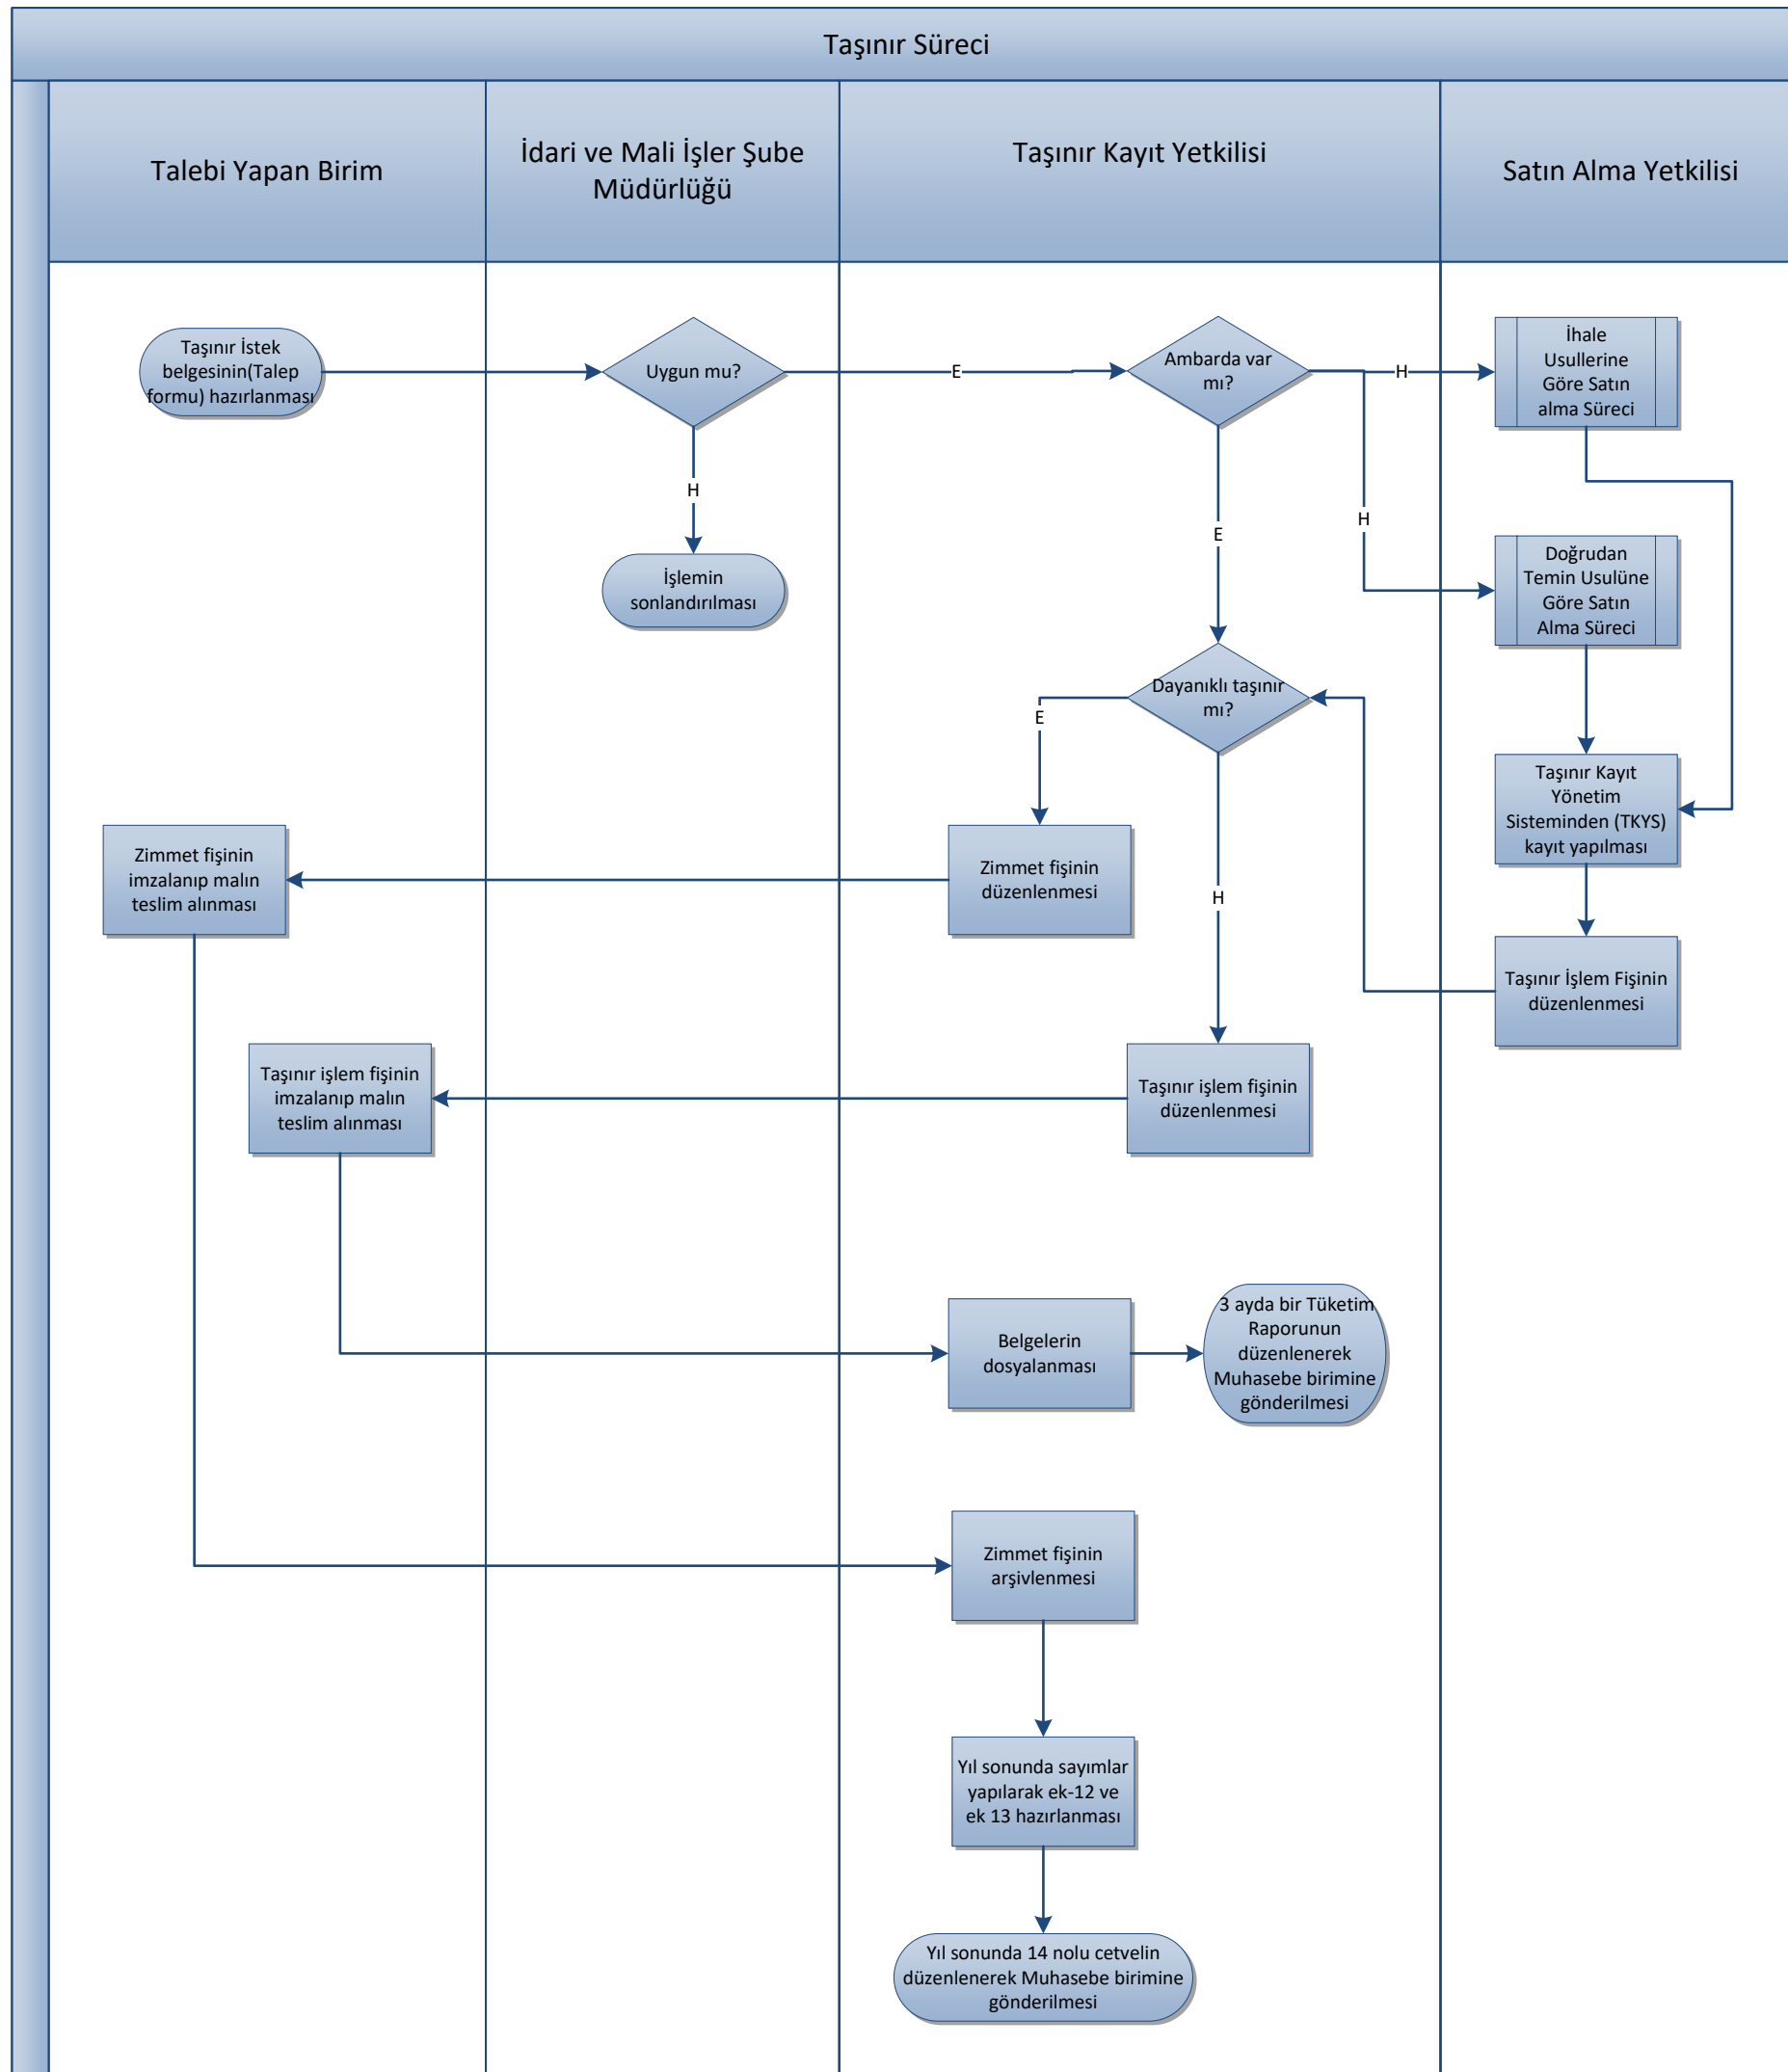 Taşınır Süreci
Talebi Yapan Birim
İdari ve Mali İşler Şube
Müdürlüğü
Taşınır Kayıt Yetkilisi
Satın Alma Yetkilisi
Taşınır İstek
belgesinin(Talep
formu) hazırlanması
Uygun mu?
E
Ambarda var
mı?
H
İhale
Usullerine
Göre Satın
alma Süreci
H
H
E
İşlemin
sonlandırılması
Doğrudan
Temin Usulüne
Göre Satın
Alma Süreci
Dayanıklı taşınır
mı?
E
H
Taşınır Kayıt
Yönetim
Sisteminden (TKYS)
kayıt yapılması
Zimmet fişinin
imzalanıp malın
teslim alınması
Zimmet fişinin
düzenlenmesi
Taşınır İşlem Fişinin
düzenlenmesi
Taşınır işlem fişinin
imzalanıp malın
teslim alınması
Taşınır işlem fişinin
düzenlenmesi
Belgelerin
dosyalanması
3 ayda bir Tüketim
Raporunun
düzenlenerek
Muhasebe birimine
gönderilmesi
Zimmet fişinin
arşivlenmesi
Yıl sonunda sayımlar
yapılarak ek-12 ve
ek 13 hazırlanması
Yıl sonunda 14 nolu cetvelin
düzenlenerek Muhasebe birimine
gönderilmesi